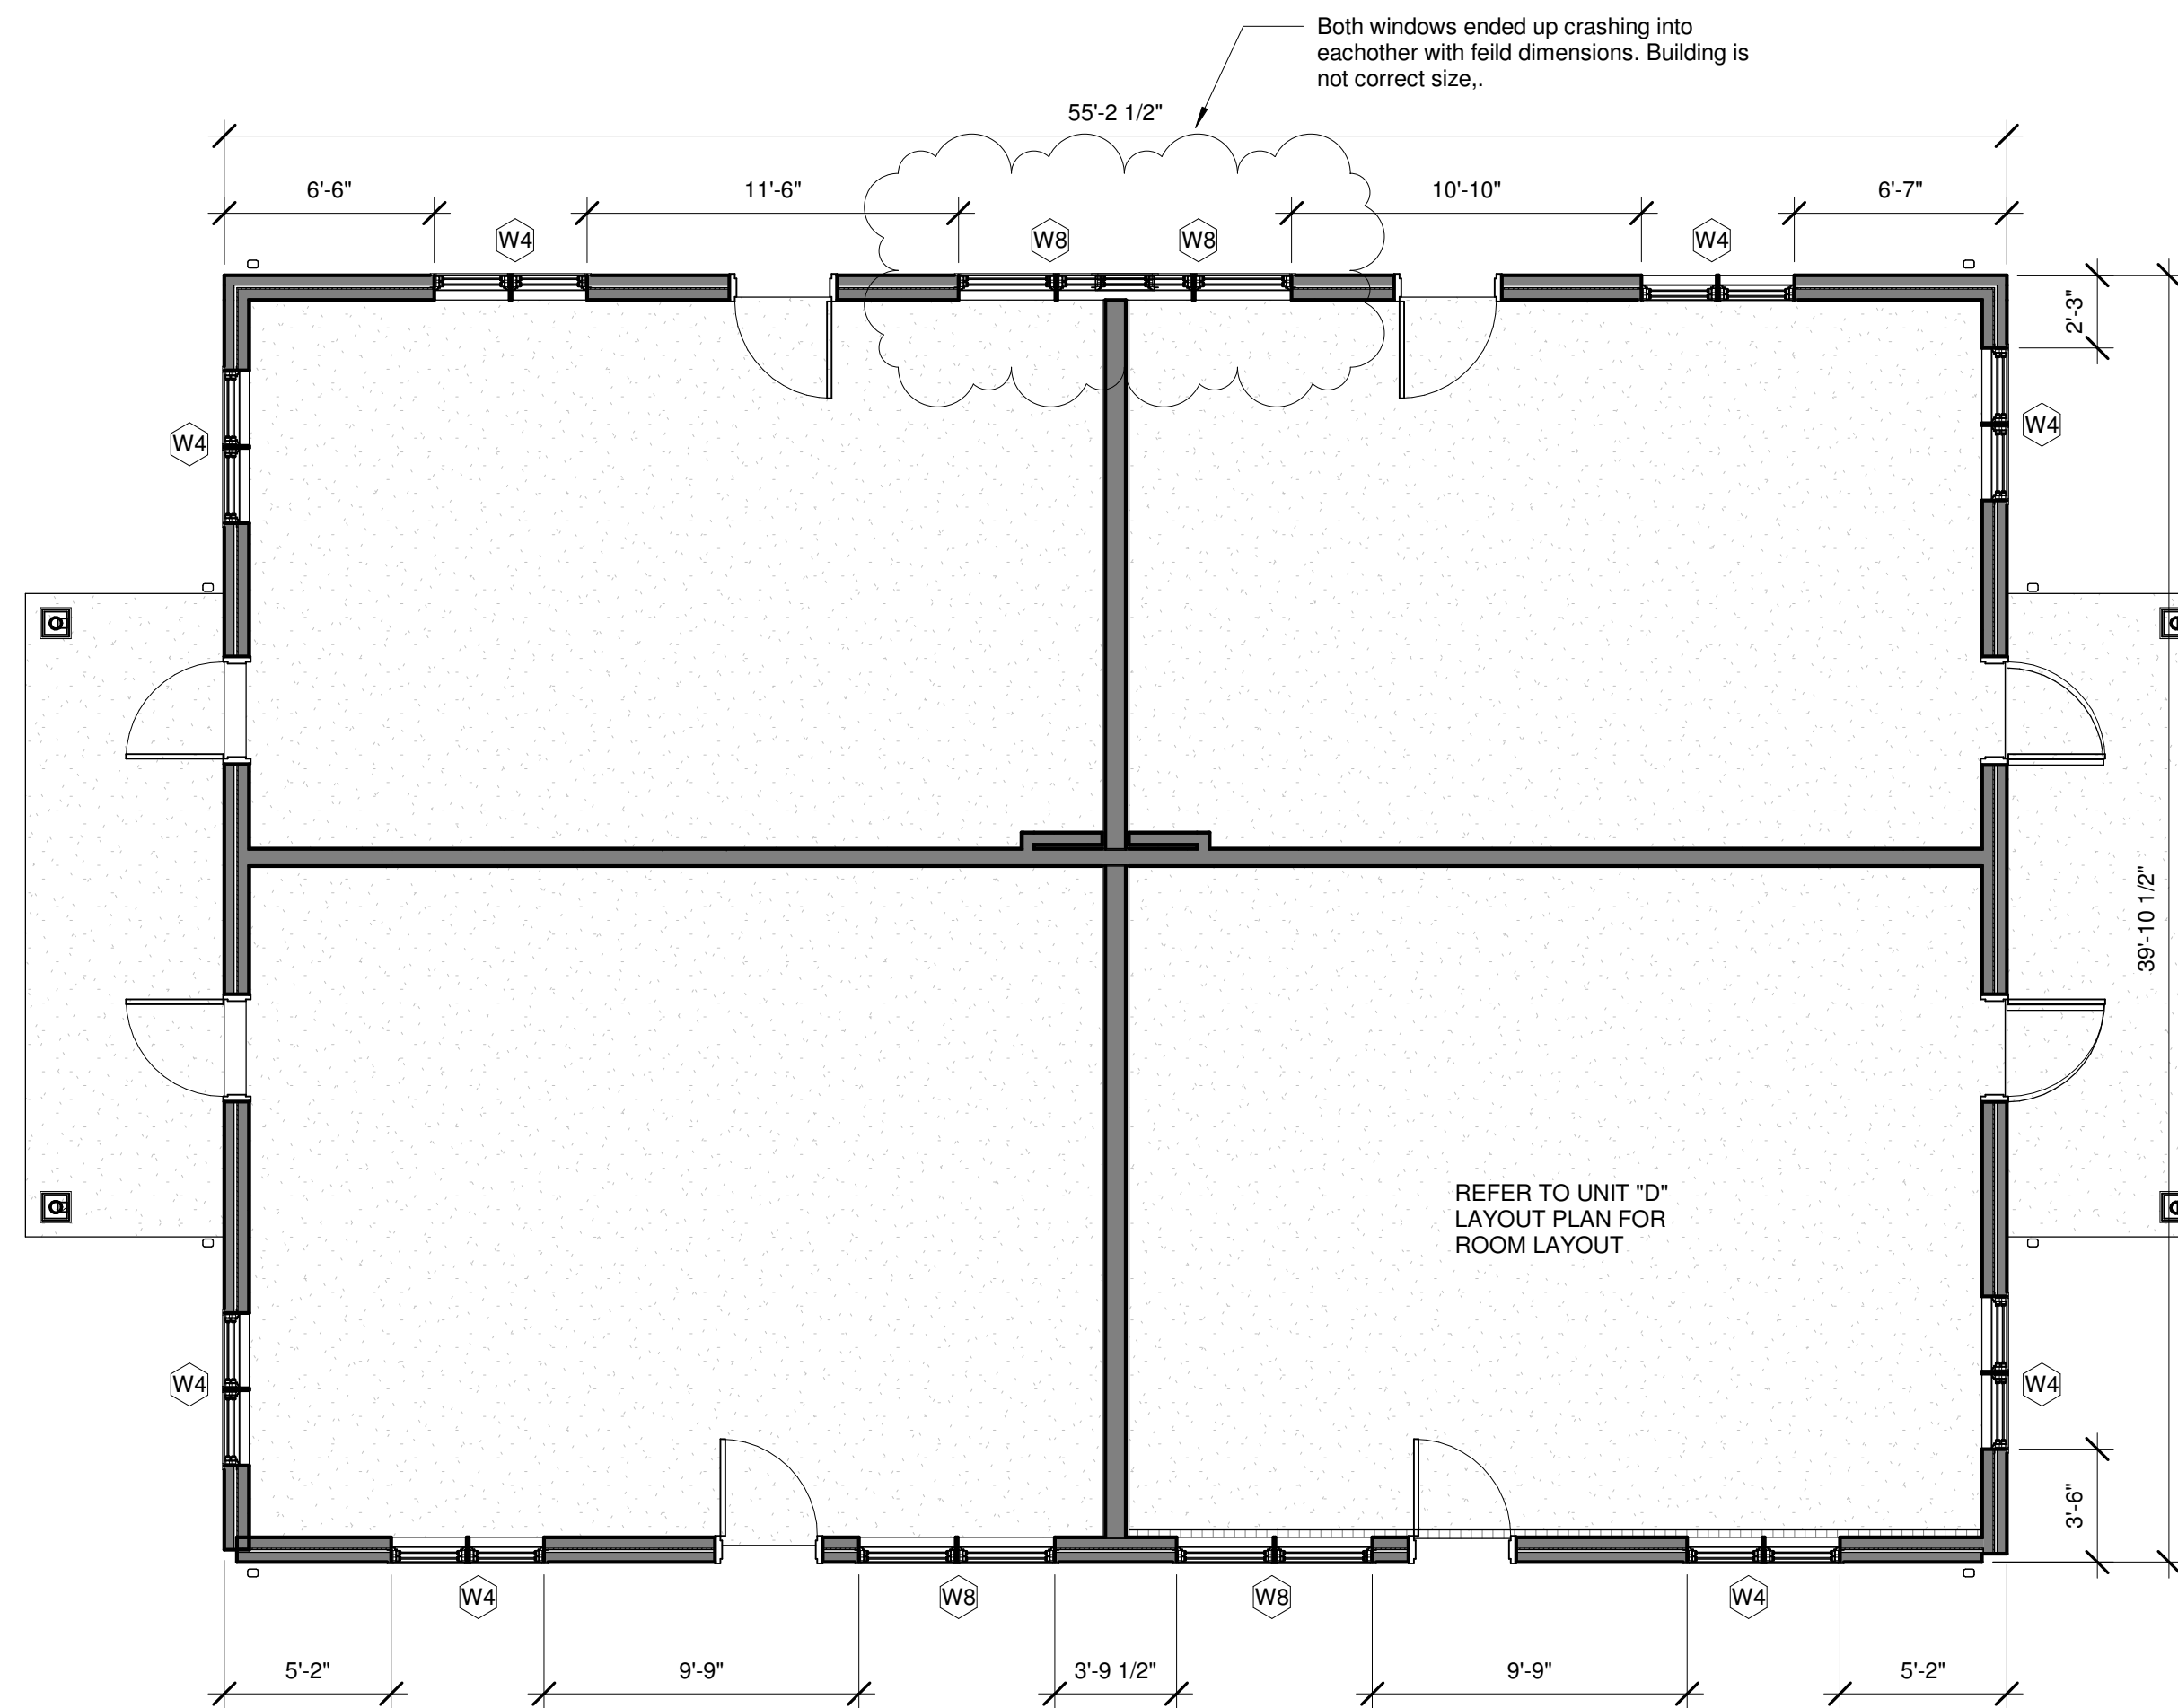 Both windows ended up crashing into
eachother with feild dimensions. Building is
not correct size,.
55'-2 1/2"
6'-6"
11'-6"
10'-10"
6'-7"
W4
W8
W8
W4
2'-3"
W4
W4
39'-10 1/2"
REFER TO UNIT "D"
LAYOUT PLAN FOR
ROOM LAYOUT
W4
W4
3'-6"
W4
W8
W8
W4
5'-2"
9'-9"
3'-9 1/2"
9'-9"
5'-2"